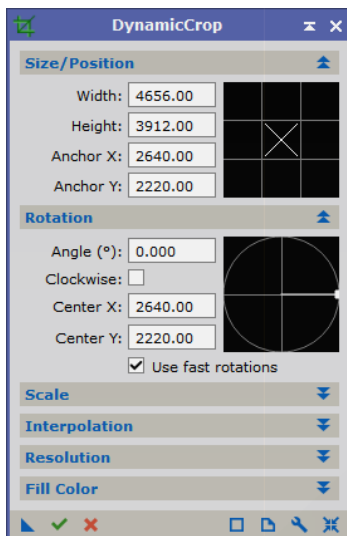 DynamicCrop
Size/Position
Width: 4656.00
Height: 3912.00
Anchor X: 2640.00
Anchor Y: 2220.00
Rotation
Angle (°): 0.000
Clockwise:
Center X: 2640.00
Center Y: 2220.00
Use fast rotations
Scale
Interpolation
Resolution
Fill Color